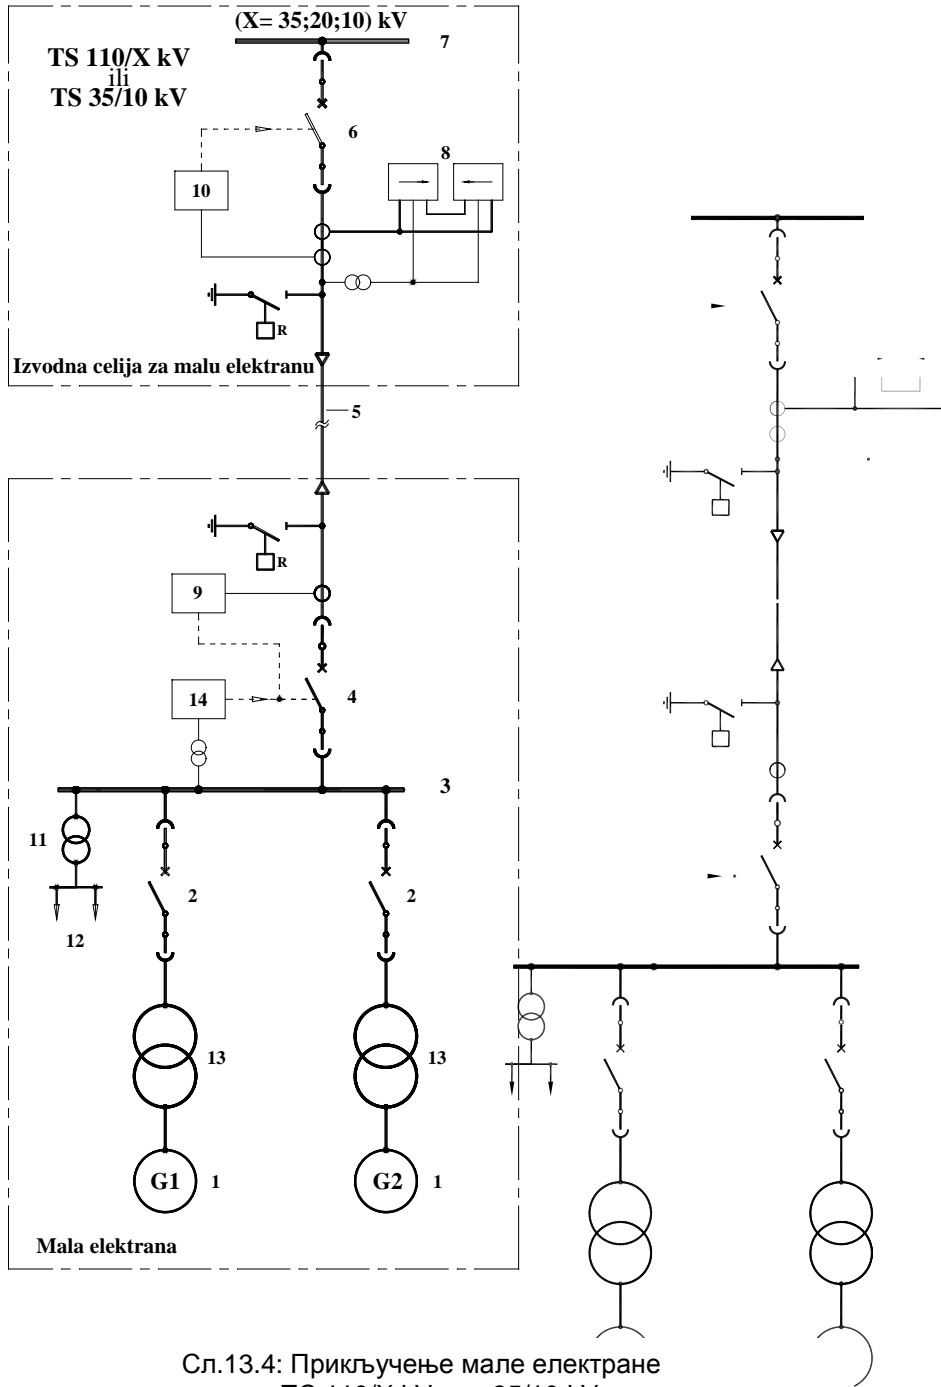 (X= 35;20;10) kV
7
TS 110/X kV
ili
TS 35/10 kV
6
8
10
R
Izvodna celija za malu elektranu
5
R
9
14
4
3
11
2
2
12
13
13
G1
1
G2
1
Mala elektrana
Сл.13.4: Прикључење мале електране